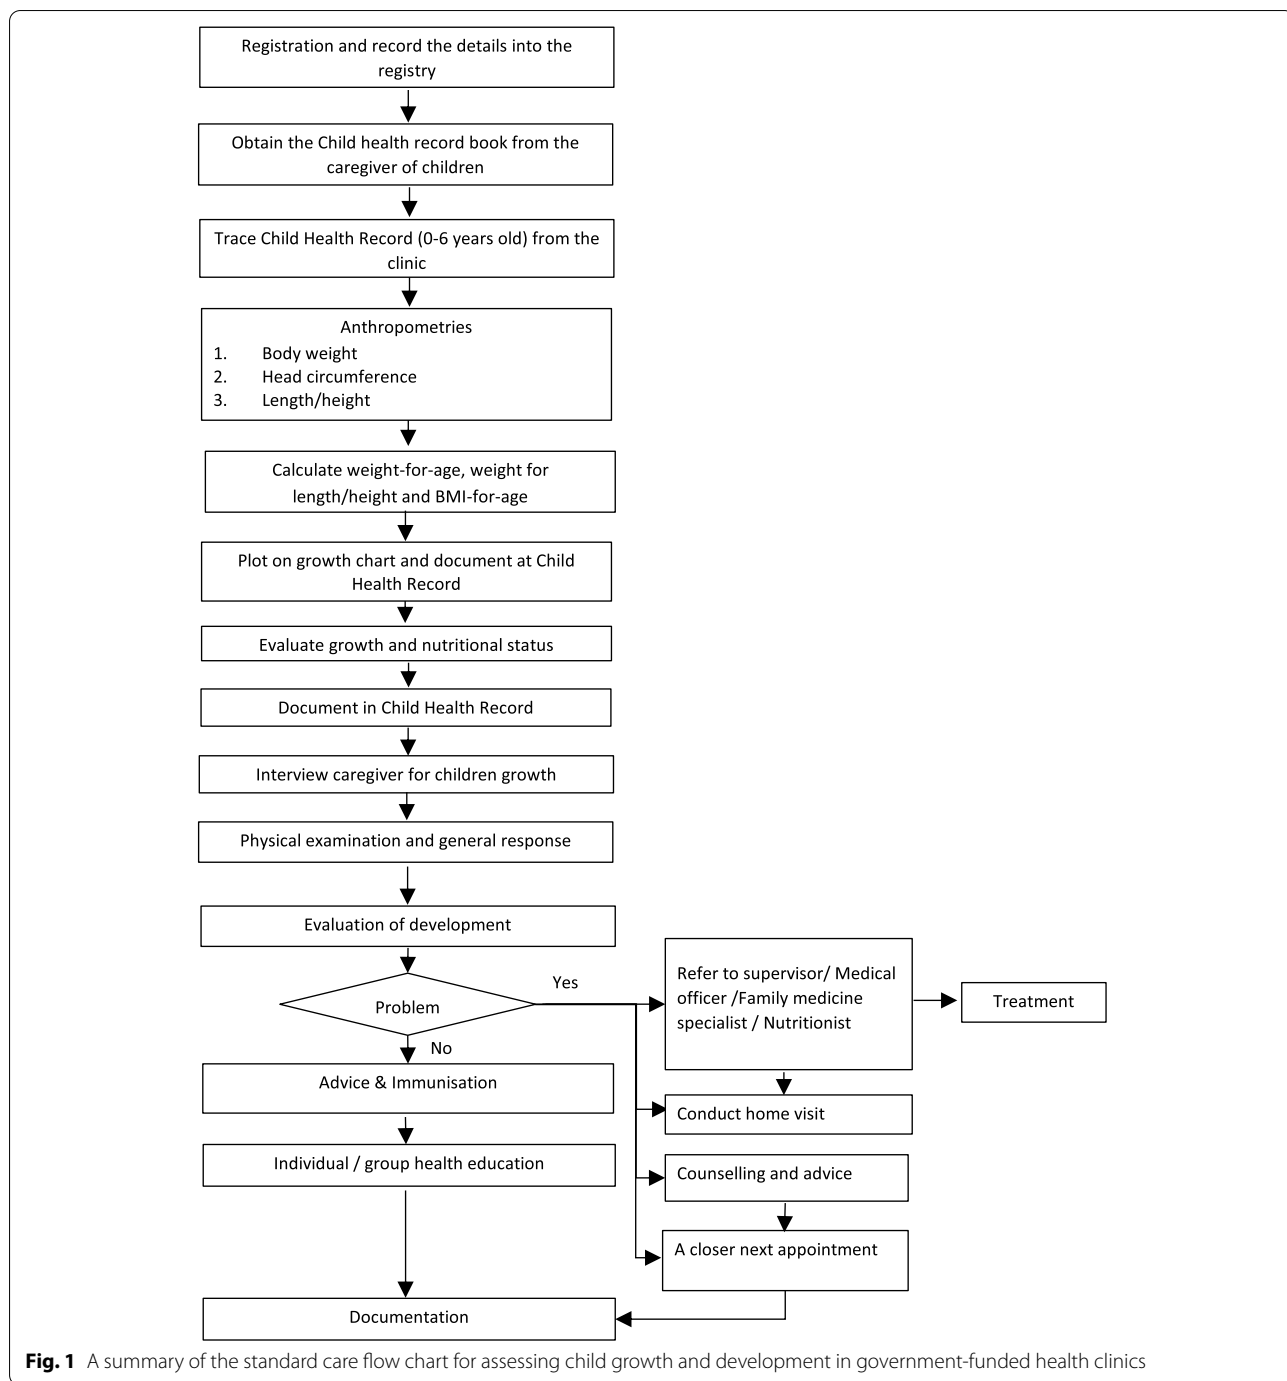 Registration and record the details into the
registry
Obtain the Child health record book from the
caregiver of children
Trace Child Health Record (0-6 years old) from the
clinic
Anthropometries
1. Body weight
2. Head circumference
3. Length/height
Calculate weight-for-age, weight for
length/height and BMI-for-age
Plot on growth chart and document at Child
Health Record
Evaluate growth and nutritional status
Document in Child Health Record
Interview caregiver for children growth
Physical examination and general response
Evaluation of development
Problem
Yes
No
Refer to supervisor/ Medical
officer /Family medicine
specialist / Nutritionist
Treatment
Conduct home visit
Counselling and advice
A closer next appointment
Advice & Immunisation
Individual / group health education
Documentation
Fig. 1 A summary of the standard care flow chart for assessing child growth and development in government-funded health clinics